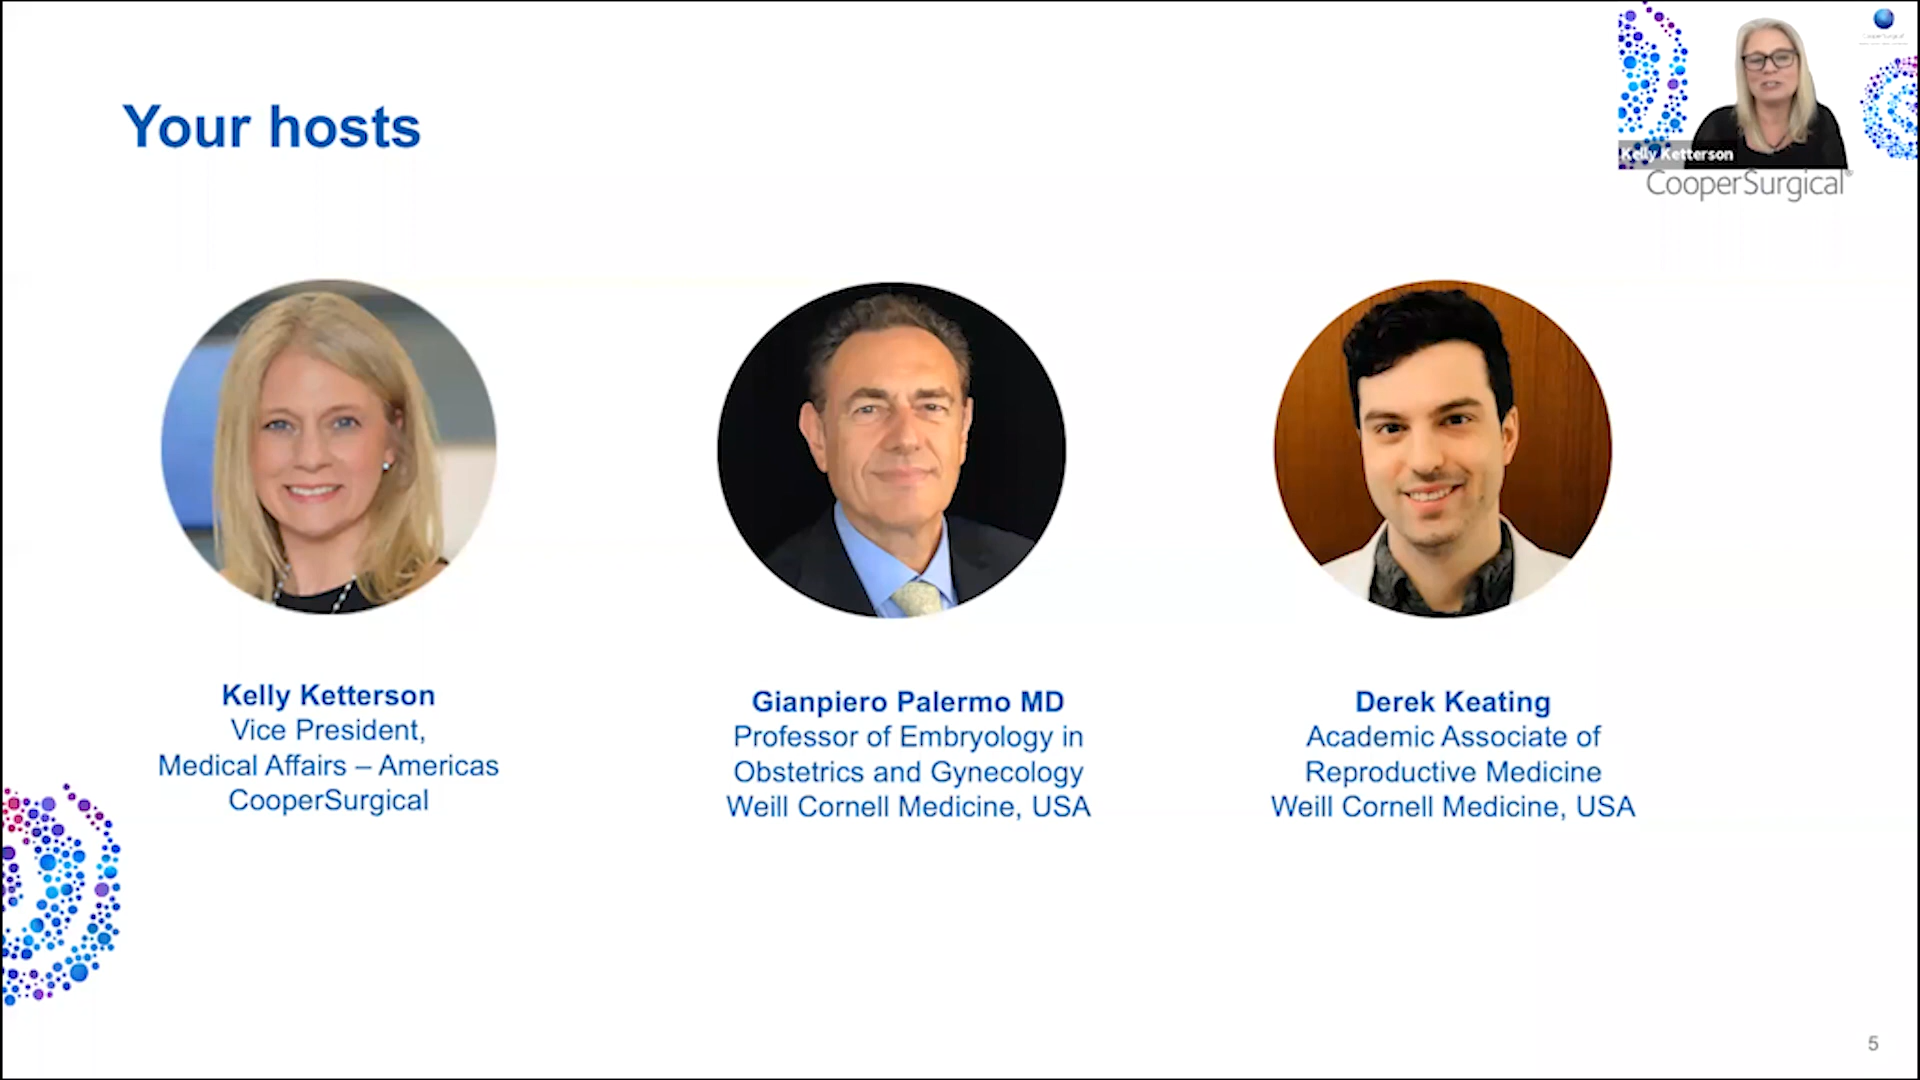 Your hosts
Kelly Ketterson
CooperSurgical®
Kelly Ketterson
Vice President,
Medical Affairs – Americas
CooperSurgical
Gianpiero Palermo MD
Professor of Embryology in
Obstetrics and Gynecology
Weill Cornell Medicine, USA
Derek Keating
Academic Associate of
Reproductive Medicine
Weill Cornell Medicine, USA
5